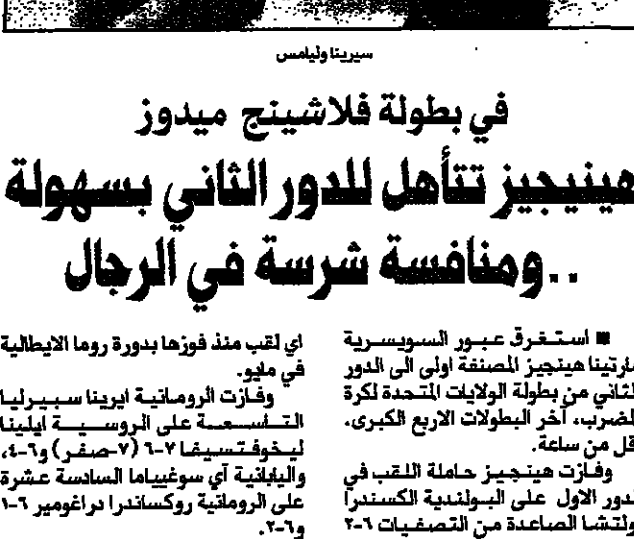 سيرينا وليامس
في بطولة فلاشينج ميدوز
هينيجيز تتأهل للدور الثاني بسهولة
..ومنافسة شرسة في الرجال
استغرق عبور السويسرية
مارتينا هينجيز المصنفة اولى الى الدور
الثاني من بطولة الولايات المتحدة لكرة
المضرب، آخر البطولات الاربع الكبرى،
اقل من ساعة.
وفازت هينجيز حاملة اللقب في
الدور الاول على البولندية الكسندرا
اولتشا الصاعدة من التصفيات ٦-٢
اي لقب منذ فوزها بدورة روما الايطالية
في مايو.
وفازت الرومانية ايرينا سبيرليا
التاسعة على الروسية ايلينا
ليخوفتسيفا ٧-٦ (٧-صفر) و٦-٤،
واليابانية آي سوغيياما السادسة عشرة
على الرومانية روكساندرا دراغومير ٦-١
و٦-٢.